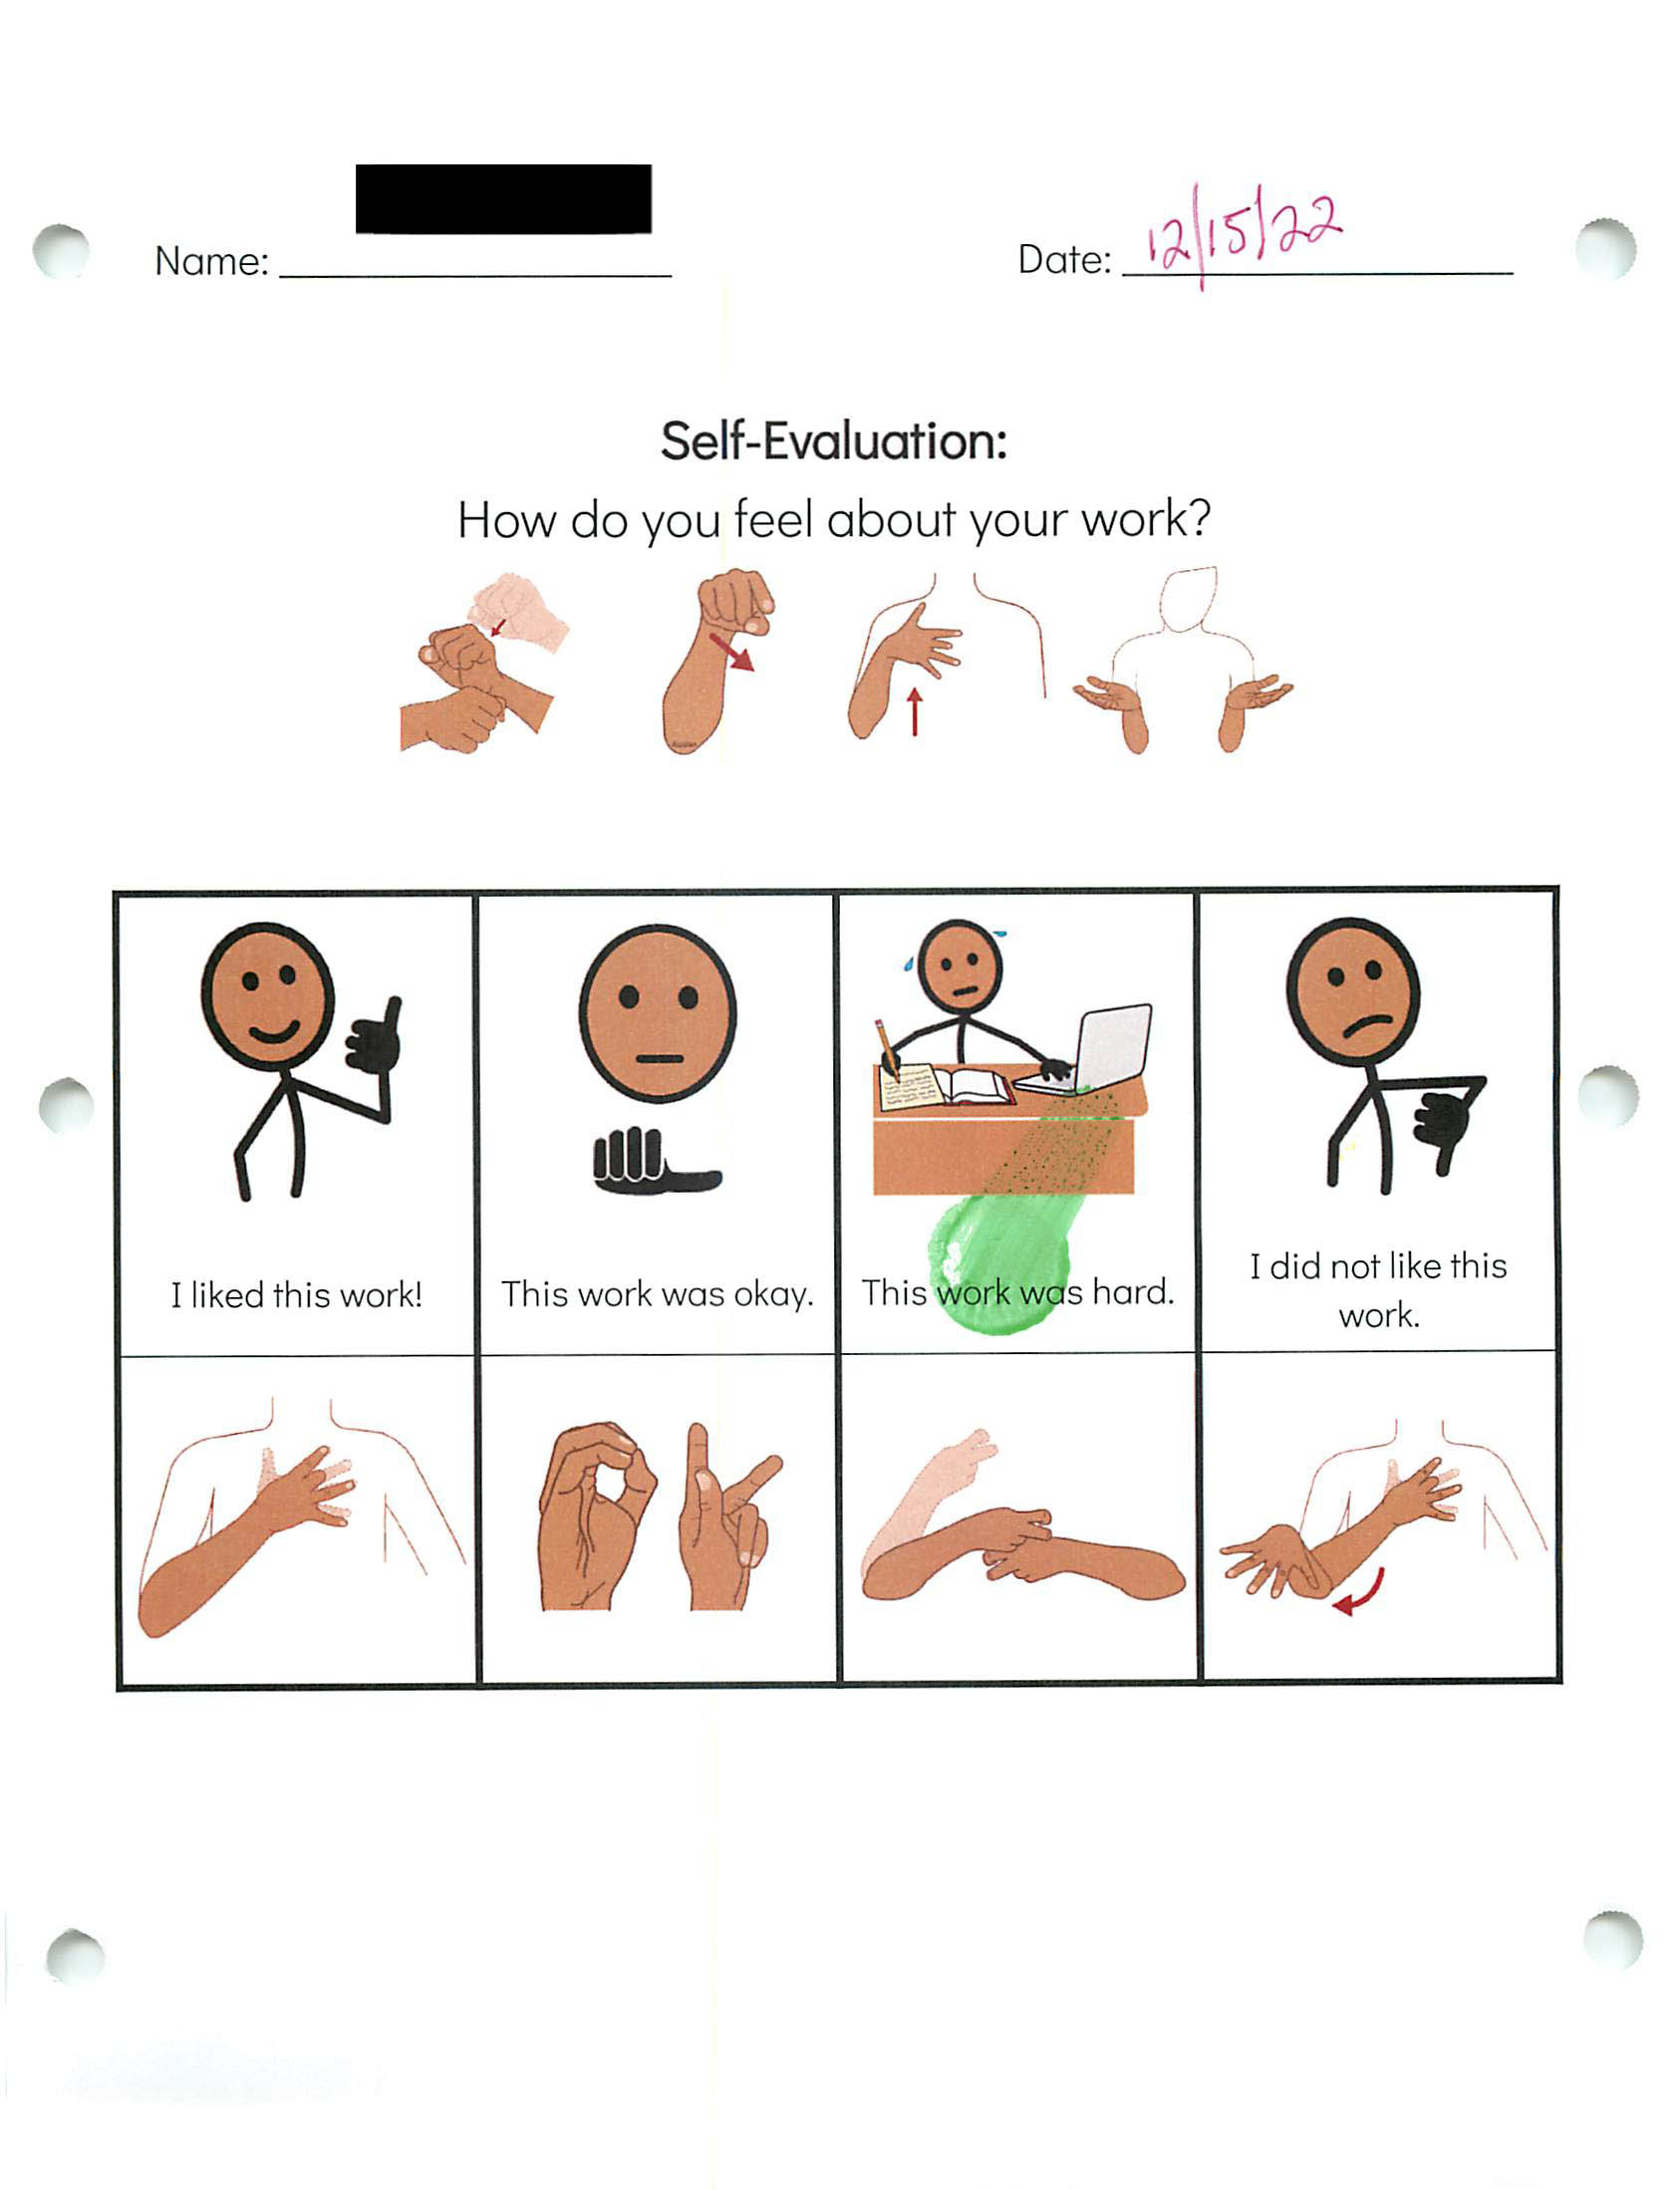 Name:
Date: 12/15/22
Self-Evaluation:
How do you feel about your work?
I liked this work!
This work was okay.
This work was hard.
I did not like this
work.